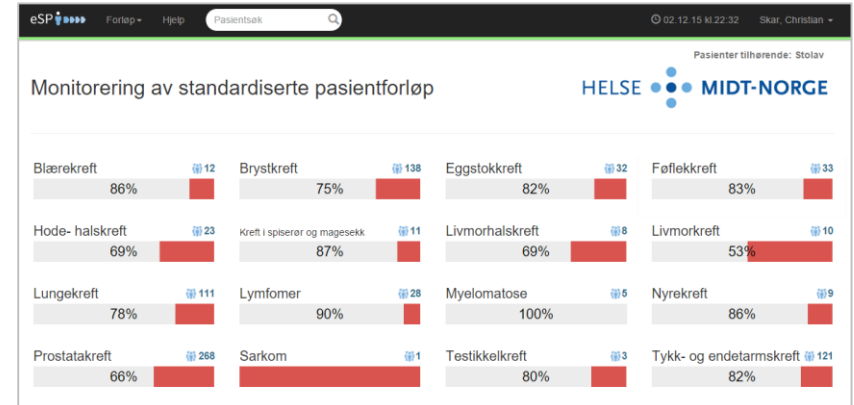 eSP Forløp Hjelp Pasientsøk 02.12.15 kl.22:32 Skar, Christian
Pasienter tilhørende: Stolav
Monitorering av standardiserte pasientforløp HELSE MIDT-NORGE
Blærekreft 12 Brystkreft 138 Eggstokkreft 32 Føflekkreft 33
86% 75% 82% 83%
Hode- halskreft 23 Kreft i spiserør og magesekk 11 Livmorhalskreft 8 Livmorkreft 10
69% 87% 69% 53%
Lungekreft 111 Lymfomer 28 Myelomatose 5 Nyrekreft 9
78% 90% 100% 86%
Prostatakreft 268 Sarkom 1 Testikkelkreft 3 Tykk- og endetarmskreft 121
66% 80% 82%